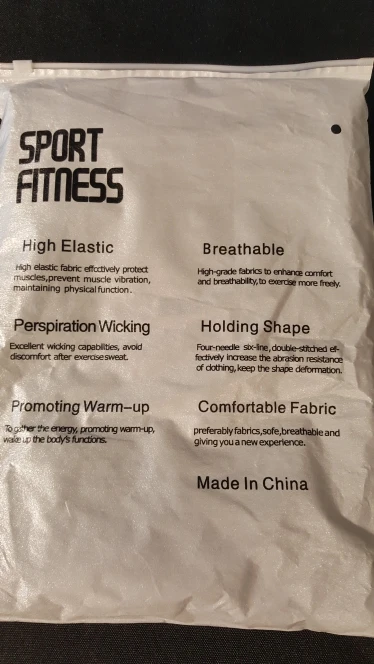 SPORT
FITNESS
High Elastic
High elastic fabric effectively protect
muscles,prevent muscle vibration,
maintaining physical function.
Breathable
High-grade fabrics to enhance comfort
and breathability,to exercise more freely.
Perspiration Wicking
Excellent wicking capabilities, avoid
discomfort after exercise sweat.
Holding Shape
Four-needle six-line,double-stitched ef-
fectively increase the abrasion resistance
of clothing,keep the shape deformation.
Promoting Warm-up
To gather the energy, promoting warm-up,
wake up the body's functions.
Comfortable Fabric
preferably fabrics,sofe,breathable and
giving you a new experience.
Made In China